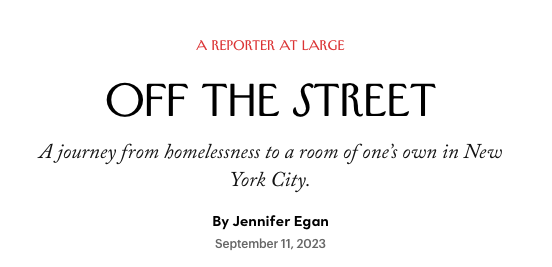 A REPORTER AT LARGE
OFF THE STREET
A journey from homelessness to a room of one’s own in New
York City.
By Jennifer Egan
September 11, 2023